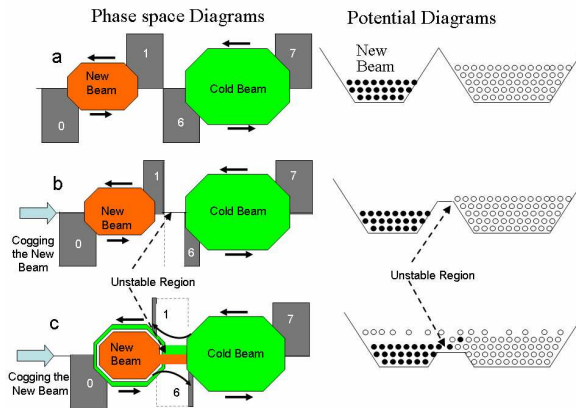 Phase space Diagrams
Potential Diagrams
a
New
Beam
Cold Beam
0
1
6
7
New
Beam
b
Cogging
the New
Beam
New
Beam
Cold Beam
0
1
6
7
Unstable Region
Unstable Region
c
Cogging the
New Beam
New
Beam
Cold Beam
0
1
6
7